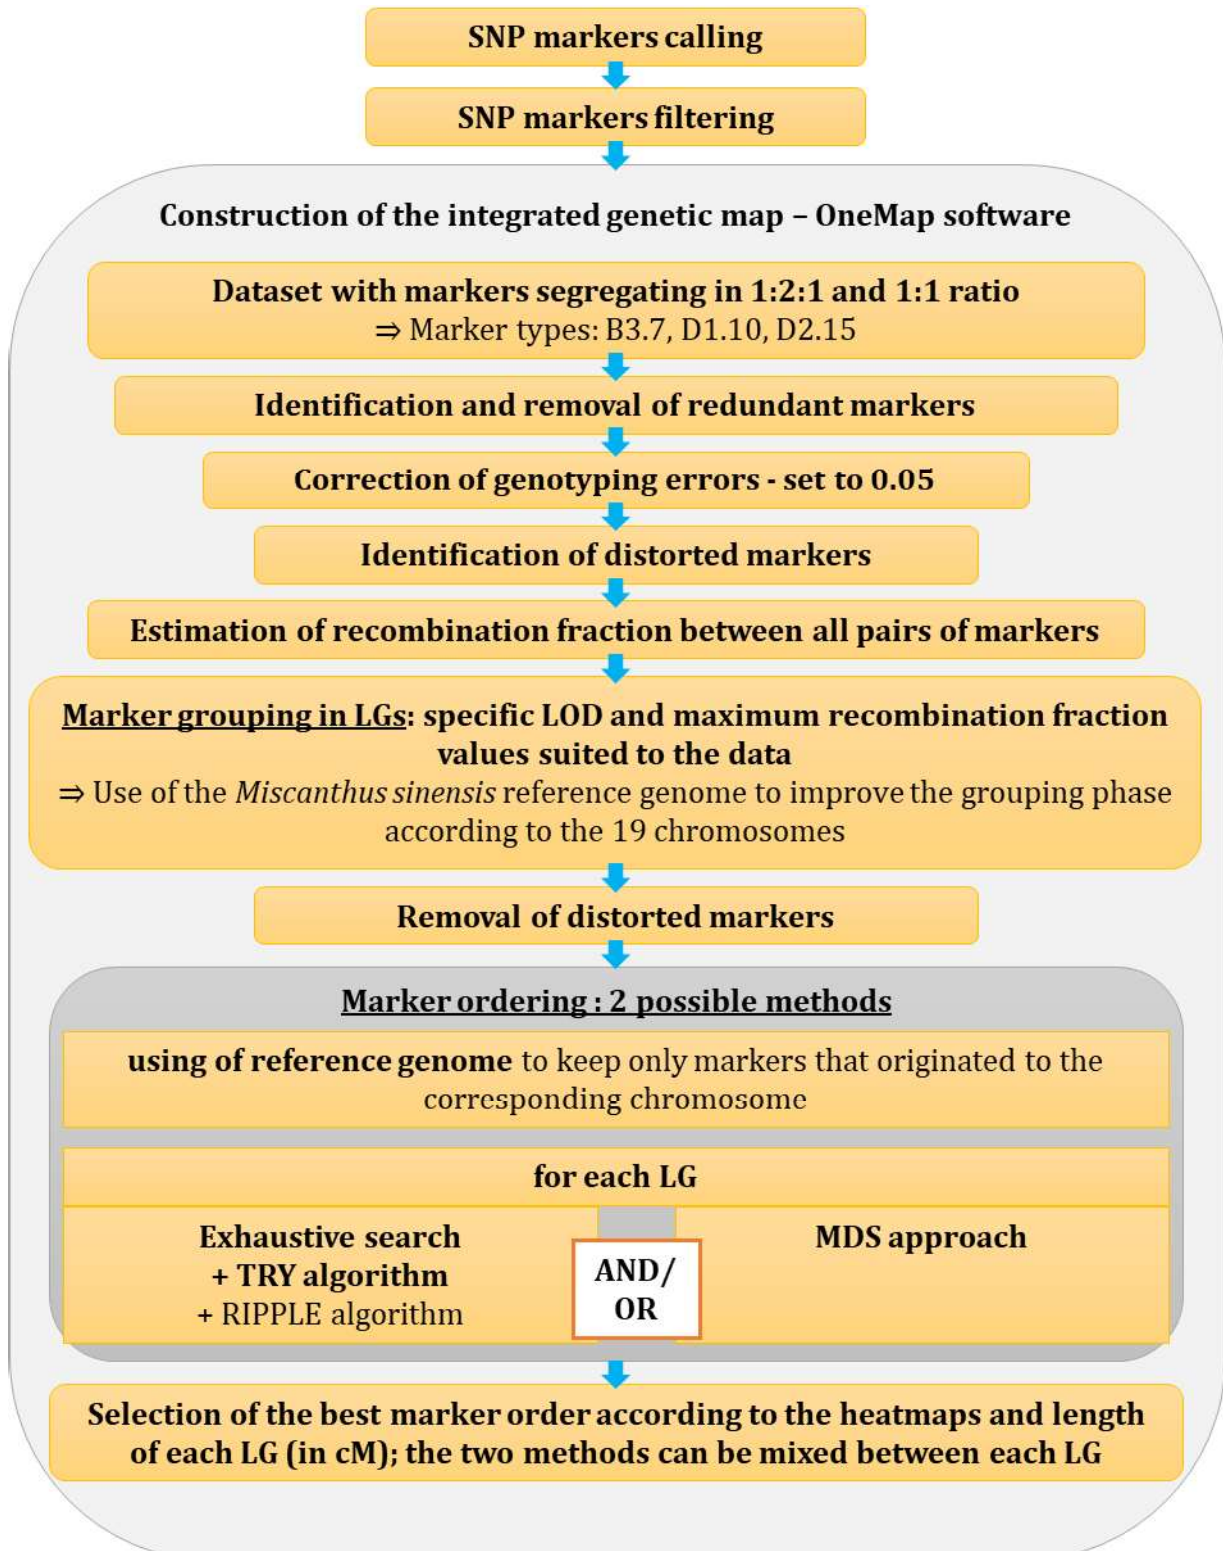 SNP markers calling
SNP markers filtering
Construction of the integrated genetic map – OneMap software
Dataset with markers segregating in 1:2:1 and 1:1 ratio
⇒ Marker types: B3.7, D1.10, D2.15
Identification and removal of redundant markers
Correction of genotyping errors - set to 0.05
Identification of distorted markers
Estimation of recombination fraction between all pairs of markers
Marker grouping in LGs: specific LOD and maximum recombination fraction
values suited to the data
⇒ Use of the Miscanthus sinensis reference genome to improve the grouping phase
according to the 19 chromosomes
Removal of distorted markers
Marker ordering : 2 possible methods
using of reference genome to keep only markers that originated to the
corresponding chromosome
for each LG
Exhaustive search
+ TRY algorithm
+ RIPPLE algorithm
AND/
OR
MDS approach
Selection of the best marker order according to the heatmaps and length
of each LG (in cM); the two methods can be mixed between each LG